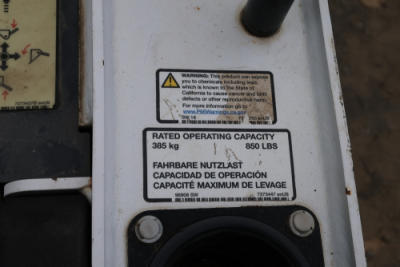 WARNING: This product can expose
you to chemicals including lead,
which is known to the State of
California to cause cancer and birth
defects or other reproductive harm.
For more information go to
www.P65Warnings.ca.gov
RATED OPERATING CAPACITY
385 kg 850 LBS
FAHRBARE NUTZLAST
CAPACIDAD DE OPERACIÓN
CAPACITÉ MAXIMUM DE LEVAGE